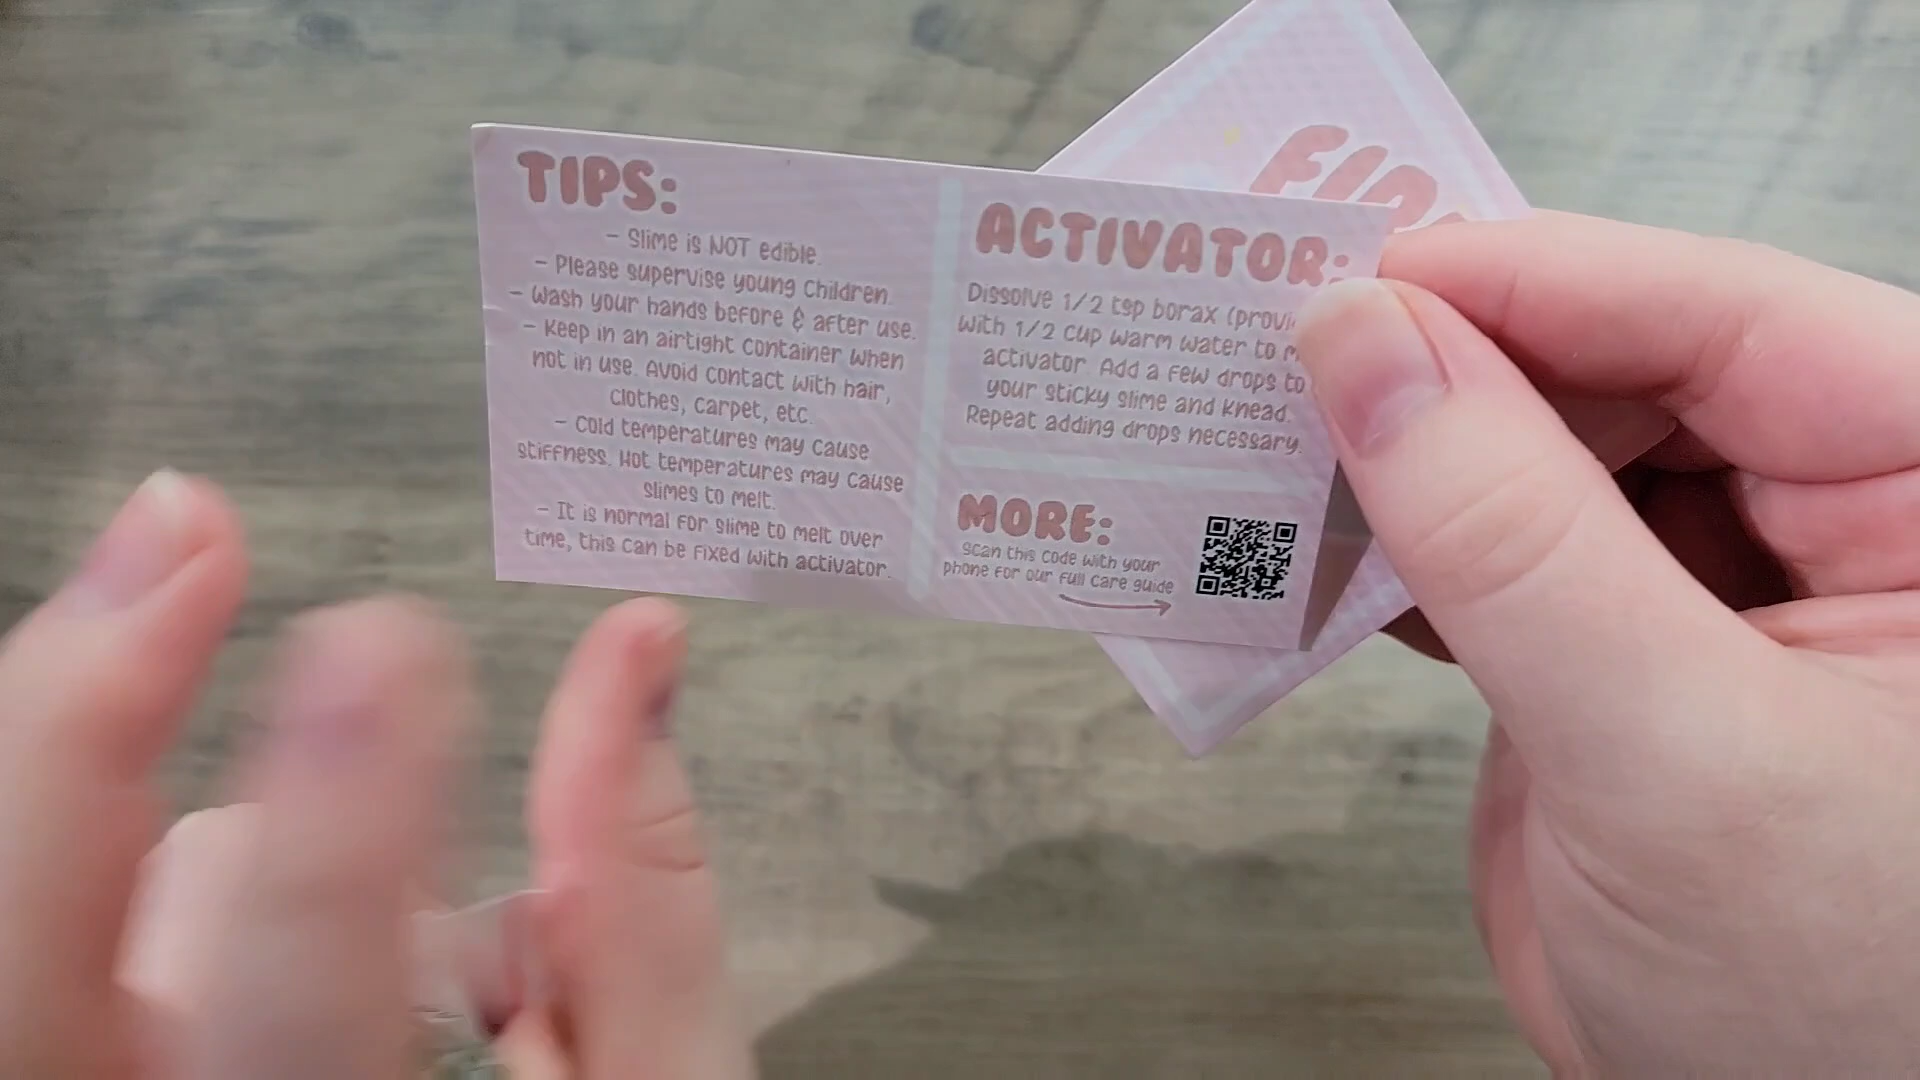 TIPS:
- Slime is NOT edible.
- Please supervise young children.
- Wash your hands before & after use.
- Keep in an airtight container when
not in use. Avoid contact with hair,
clothes, carpet, etc.
- Cold temperatures may cause
stiffness. Hot temperatures may cause
slimes to melt.
- It is normal for slime to melt over
time, this can be fixed with activator.
ACTIVATOR:
Dissolve 1/2 tsp borax
with 1/2 cup warm water to
activator. Add a few drops to
your sticky slime and knead.
Repeat adding drops necessary.
MORE:
Scan this code with your
phone for our full care guide